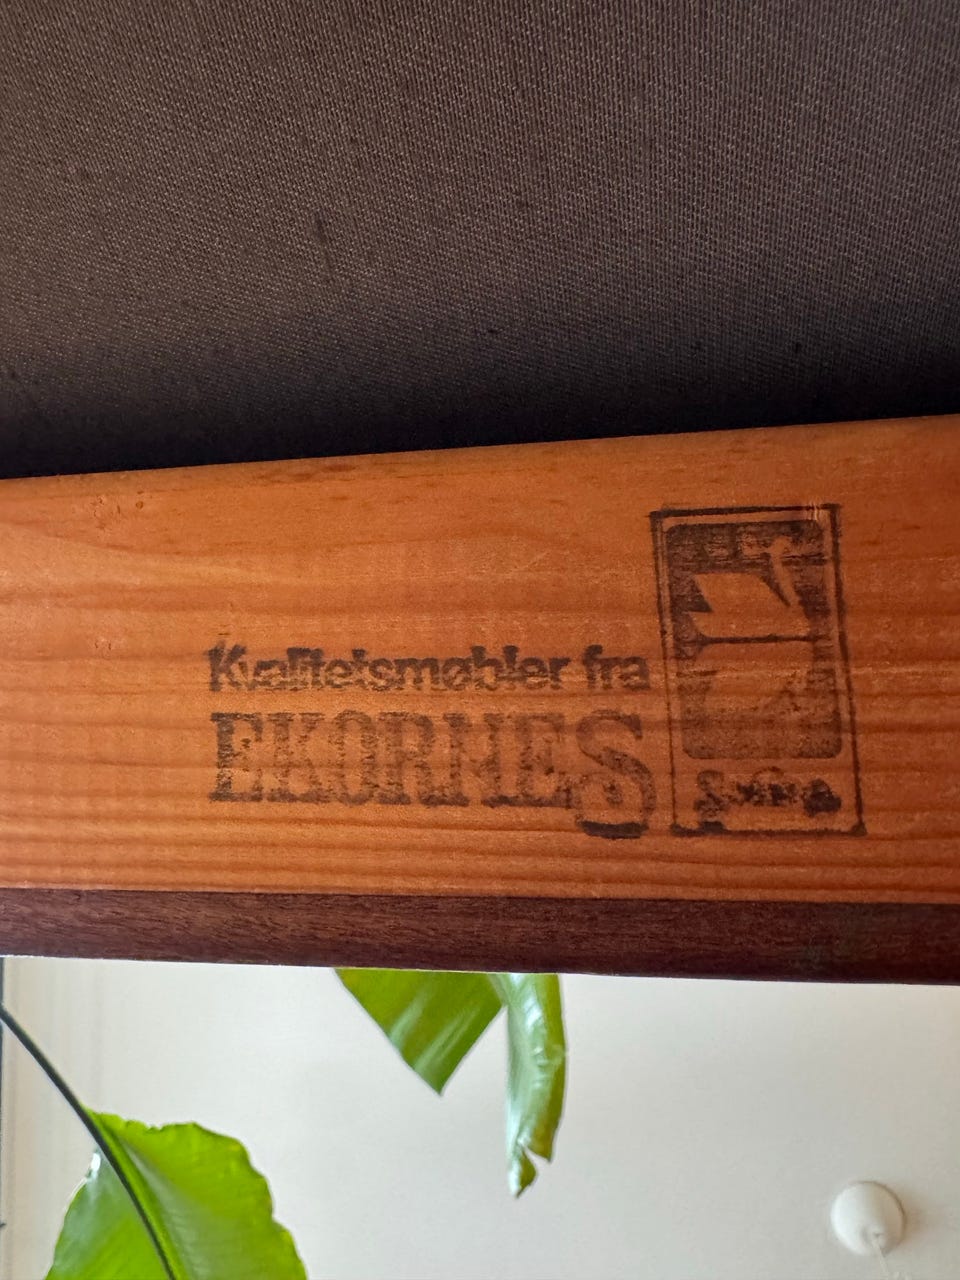 Kvalitetsmøbler fra
EKORNES